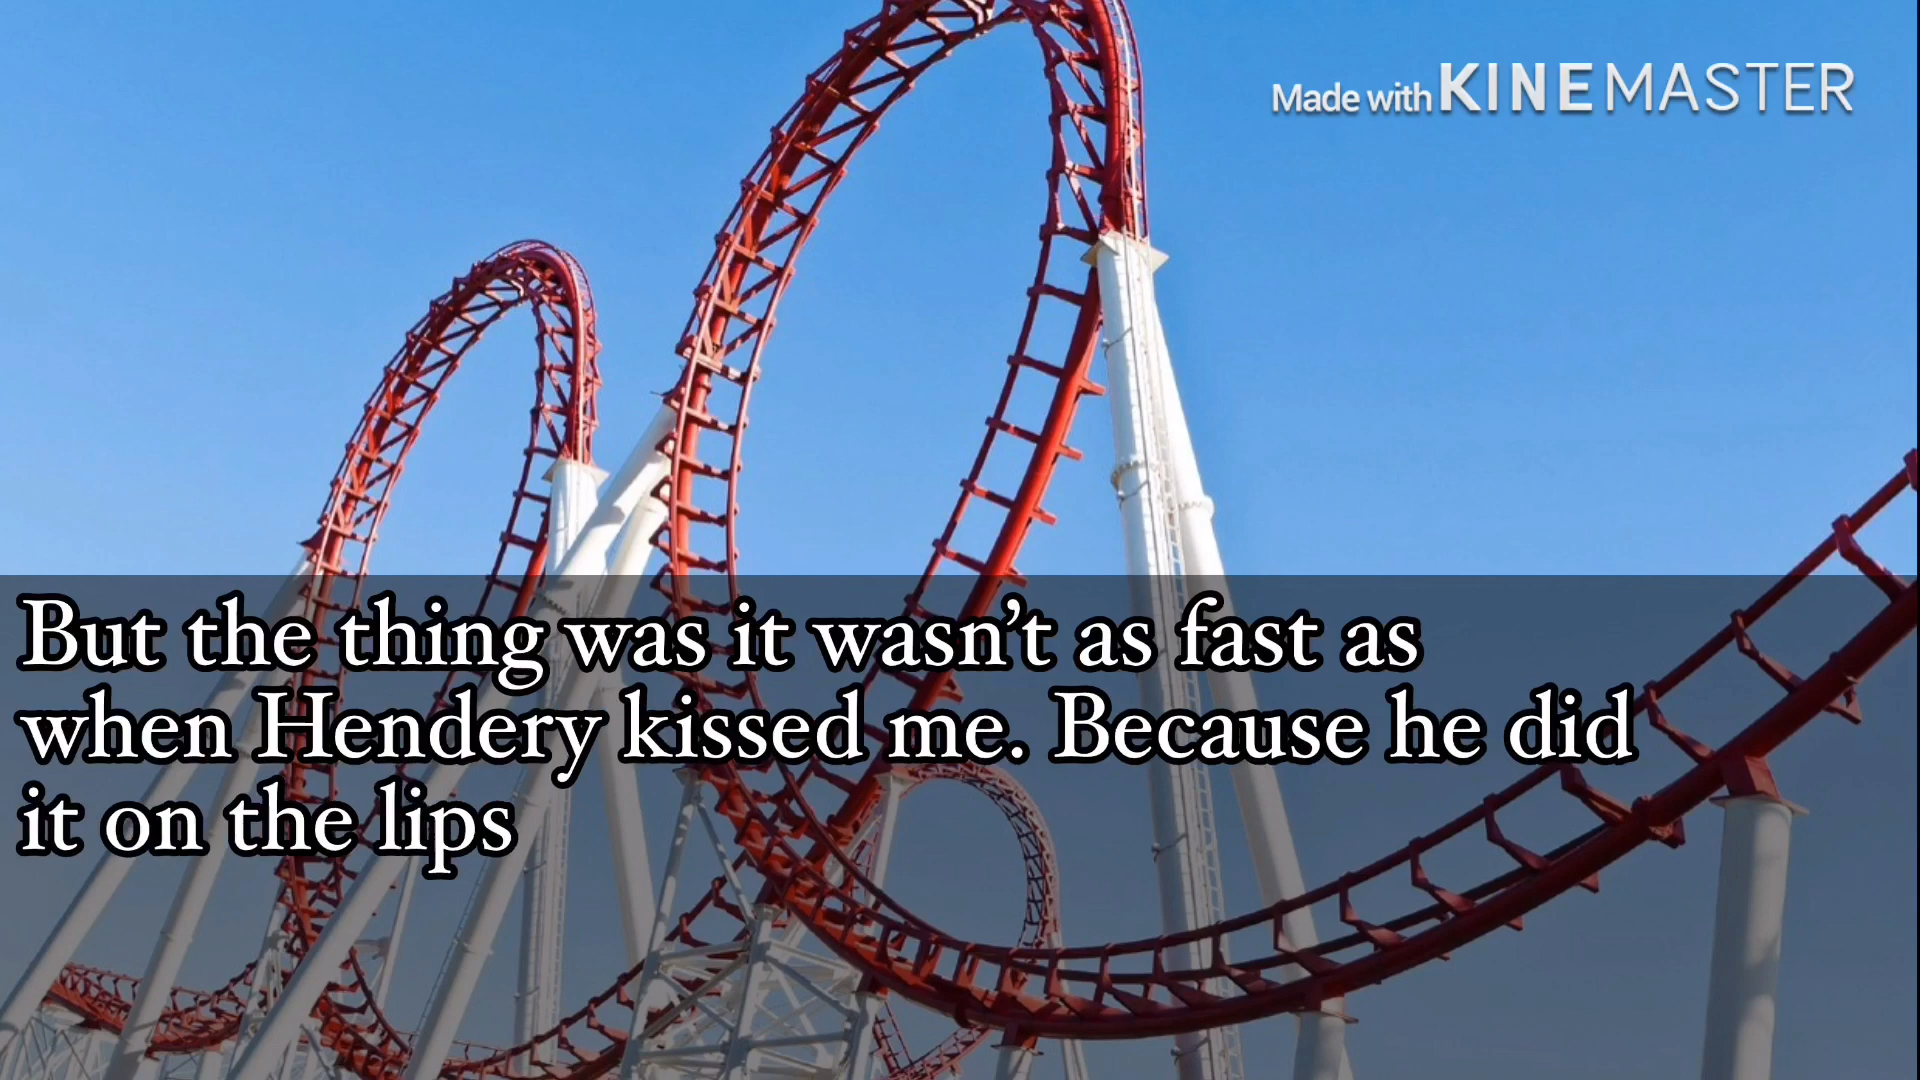 Made with KINEMASTER
But the thing was it wasn’t as fast as
when Hendery kissed me. Because he did
it on the lips